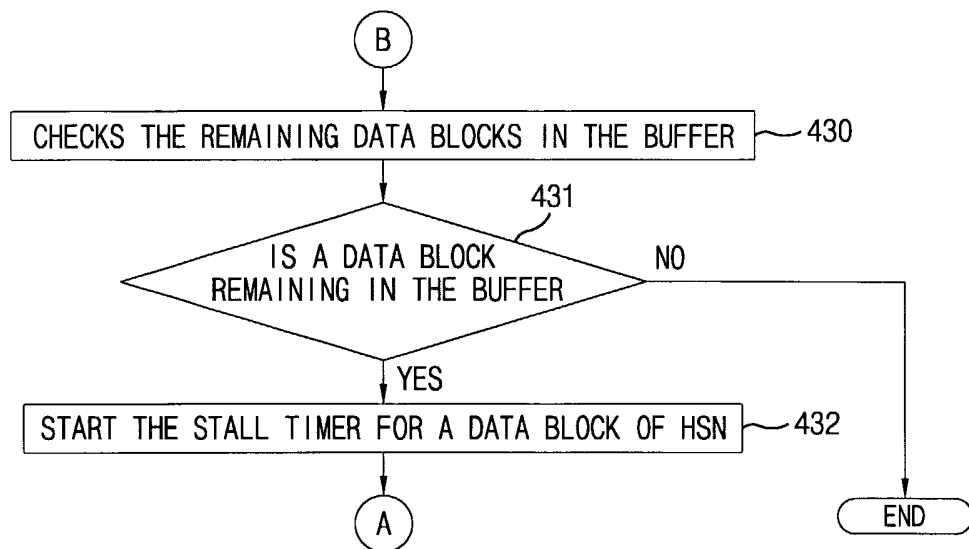 B
CHECKS THE REMAINING DATA BLOCKS IN THE BUFFER
430
431
IS A DATA BLOCK
REMAINING IN THE BUFFER
NO
YES
START THE STALL TIMER FOR A DATA BLOCK OF HSN
432
A
END